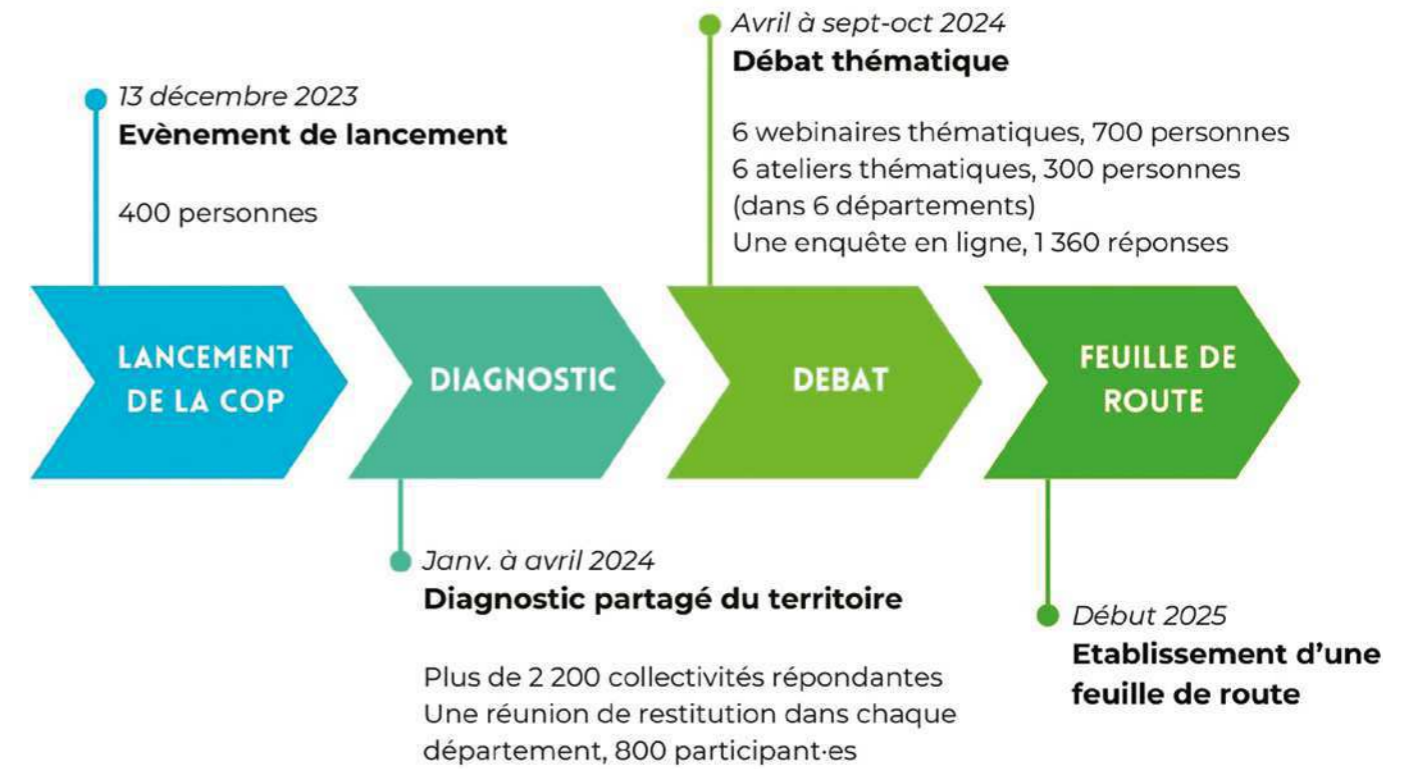 13 décembre 2023
Evènement de lancement
400 personnes
LANCEMENT
DE LA COP
Janv. à avril 2024
Diagnostic partagé du territoire
Plus de 2 200 collectivités répondantes
Une réunion de restitution dans chaque
département, 800 participant·es
DIAGNOSTIC
Avril à sept-oct 2024
Débat thématique
6 webinaires thématiques, 700 personnes
6 ateliers thématiques, 300 personnes
(dans 6 départements)
Une enquête en ligne, 1 360 réponses
DEBAT
FEUILLE DE
ROUTE
Début 2025
Etablissement d’une
feuille de route